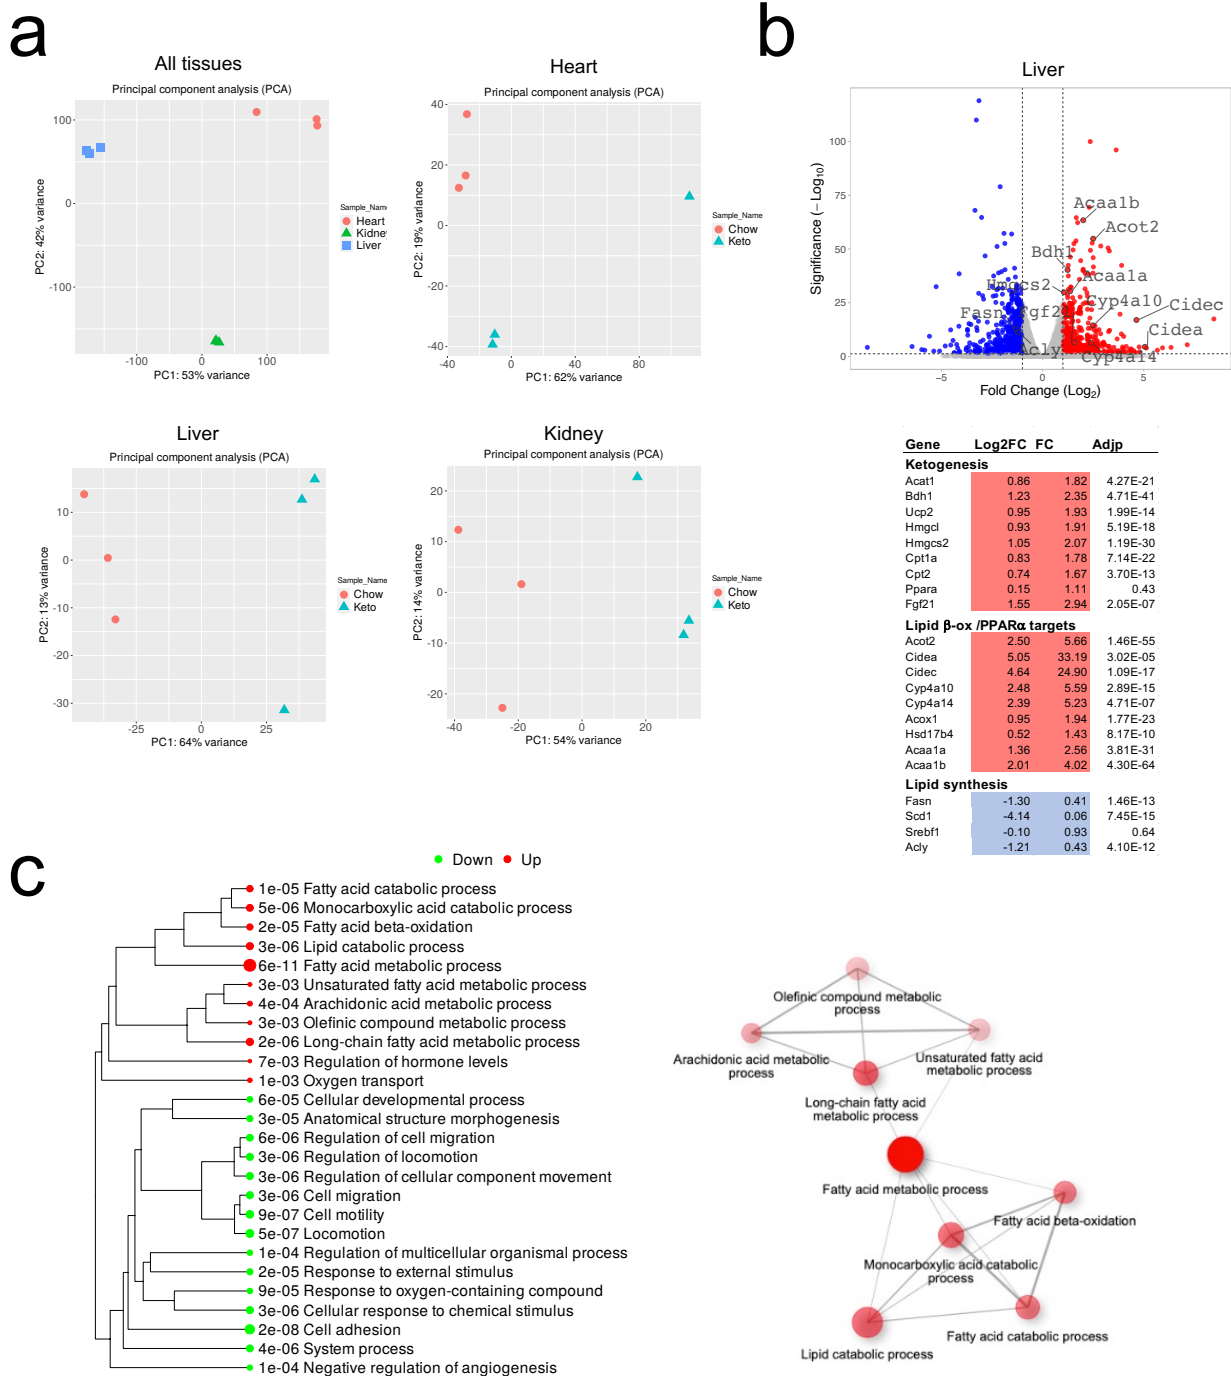 a
All tissues
Principal component analysis (PCA)
100
0
-100
-100
0
100
PC1: 53% variance
PC2: 42% variance
Sample_Name
Heart
Kidney
Liver
Heart
Principal component analysis (PCA)
40
20
0
-20
-40
-40
0
40
80
PC1: 62% variance
PC2: 19% variance
Sample_Name
Chow
Keto
Liver
Principal component analysis (PCA)
10
0
-10
-20
-30
-25
0
25
PC1: 64% variance
PC2: 13% variance
Sample_Name
Chow
Keto
Kidney
Principal component analysis (PCA)
20
10
0
-10
-20
-40
-20
0
20
PC1: 54% variance
PC2: 14% variance
Sample_Name
Chow
Keto
b
Liver
100
75
50
25
0
-5
0
5
Fold Change (Log2)
Significance (-Log10)
Acaa1b
Acot2
Bdh1
Acaa1a
Hmgcs2
Cyp4a10
Cidec
Fasn
Fgf21
Cidea
Acly
Cyp4a14
Gene Log2FC FC Adjp
Ketogenesis
Acat1 0.86 1.82 4.27E-21
Bdh1 1.23 2.35 4.71E-41
Ucp2 0.95 1.93 1.99E-14
Hmgcl 0.93 1.91 5.19E-18
Hmgcs2 1.05 2.07 1.19E-30
Cpt1a 0.83 1.78 7.14E-22
Cpt2 0.74 1.67 3.70E-13
Ppara 0.15 1.11 0.43
Fgf21 1.55 2.94 2.05E-07
Lipid β-ox /PPARα targets
Acot2 2.50 5.66 1.46E-55
Cidea 5.05 33.19 3.02E-05
Cidec 4.64 24.90 1.09E-17
Cyp4a10 2.48 5.59 2.89E-15
Cyp4a14 2.39 5.23 4.71E-07
Acox1 0.95 1.94 1.77E-23
Hsd17b4 0.52 1.43 8.17E-10
Acaa1a 1.36 2.56 3.81E-31
Acaa1b 2.01 4.02 4.30E-64
Lipid synthesis
Fasn -1.30 0.41 1.46E-13
Scd1 -4.14 0.06 7.45E-15
Srebf1 -0.10 0.93 0.64
Acly -1.21 0.43 4.10E-12
c
Down Up
1e-05 Fatty acid catabolic process
5e-06 Monocarboxylic acid catabolic process
2e-05 Fatty acid beta-oxidation
3e-06 Lipid catabolic process
6e-11 Fatty acid metabolic process
3e-03 Unsaturated fatty acid metabolic process
4e-04 Arachidonic acid metabolic process
3e-03 Olefinic compound metabolic process
2e-06 Long-chain fatty acid metabolic process
7e-03 Regulation of hormone levels
1e-03 Oxygen transport
6e-05 Cellular developmental process
3e-05 Anatomical structure morphogenesis
6e-06 Regulation of cell migration
3e-06 Regulation of locomotion
3e-06 Regulation of cellular component movement
3e-06 Cell migration
9e-07 Cell motility
5e-07 Locomotion
1e-04 Regulation of multicellular organismal process
2e-05 Response to external stimulus
9e-05 Response to oxygen-containing compound
3e-06 Cellular response to chemical stimulus
2e-08 Cell adhesion
4e-06 System process
1e-04 Negative regulation of angiogenesis
Olefinic compound metabolic
process
Arachidonic acid metabolic
process
Unsaturated fatty acid
metabolic process
Long-chain fatty acid
metabolic process
Fatty acid metabolic process
Fatty acid beta-oxidation
Monocarboxylic acid catabolic
process
Fatty acid catabolic process
Lipid catabolic process